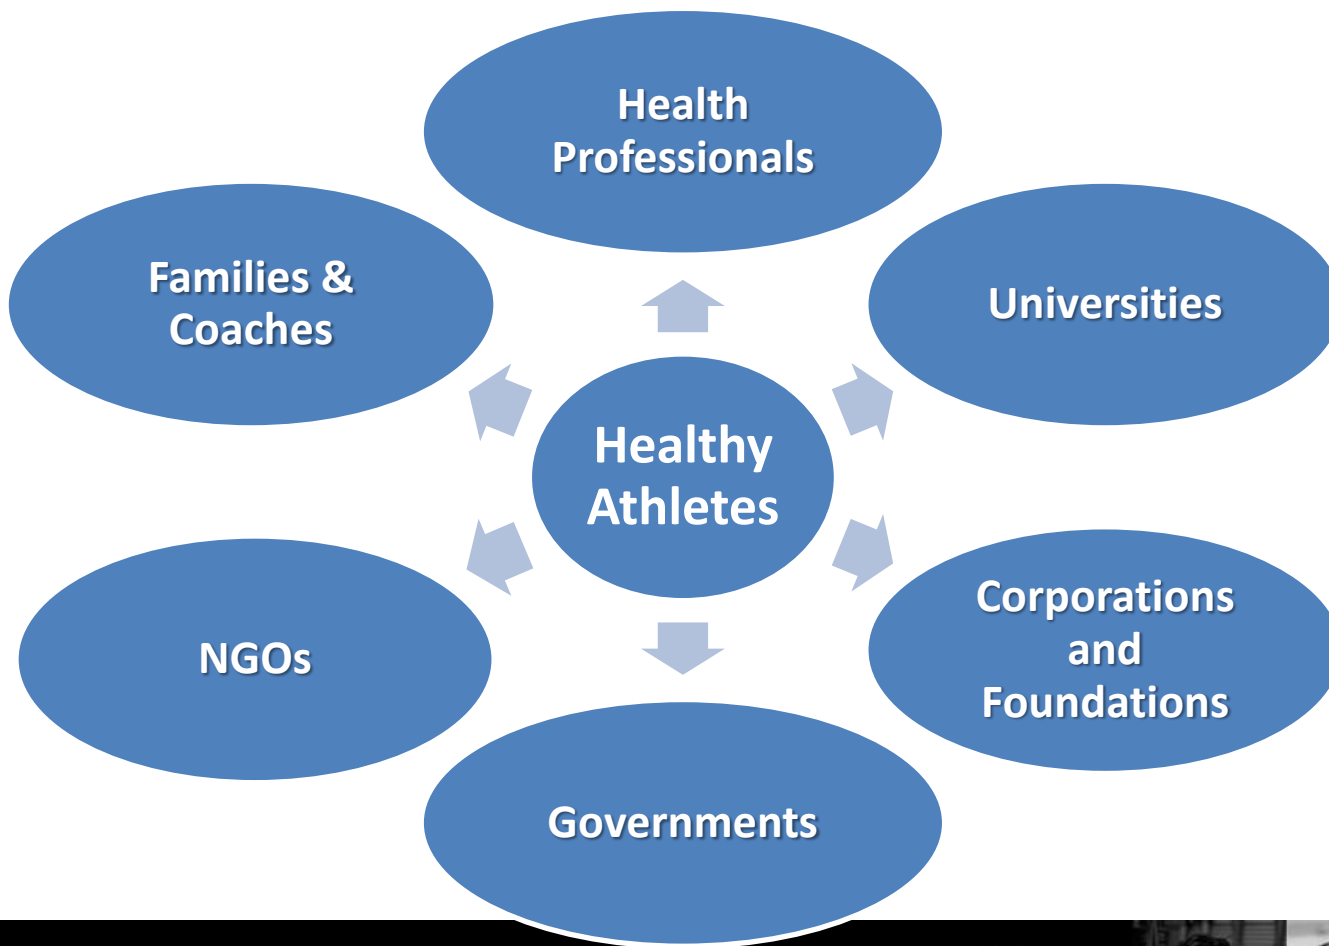 Health
Professionals
Families &
Coaches
Universities
Healthy
Athletes
NGOs
Corporations
and
Foundations
Governments